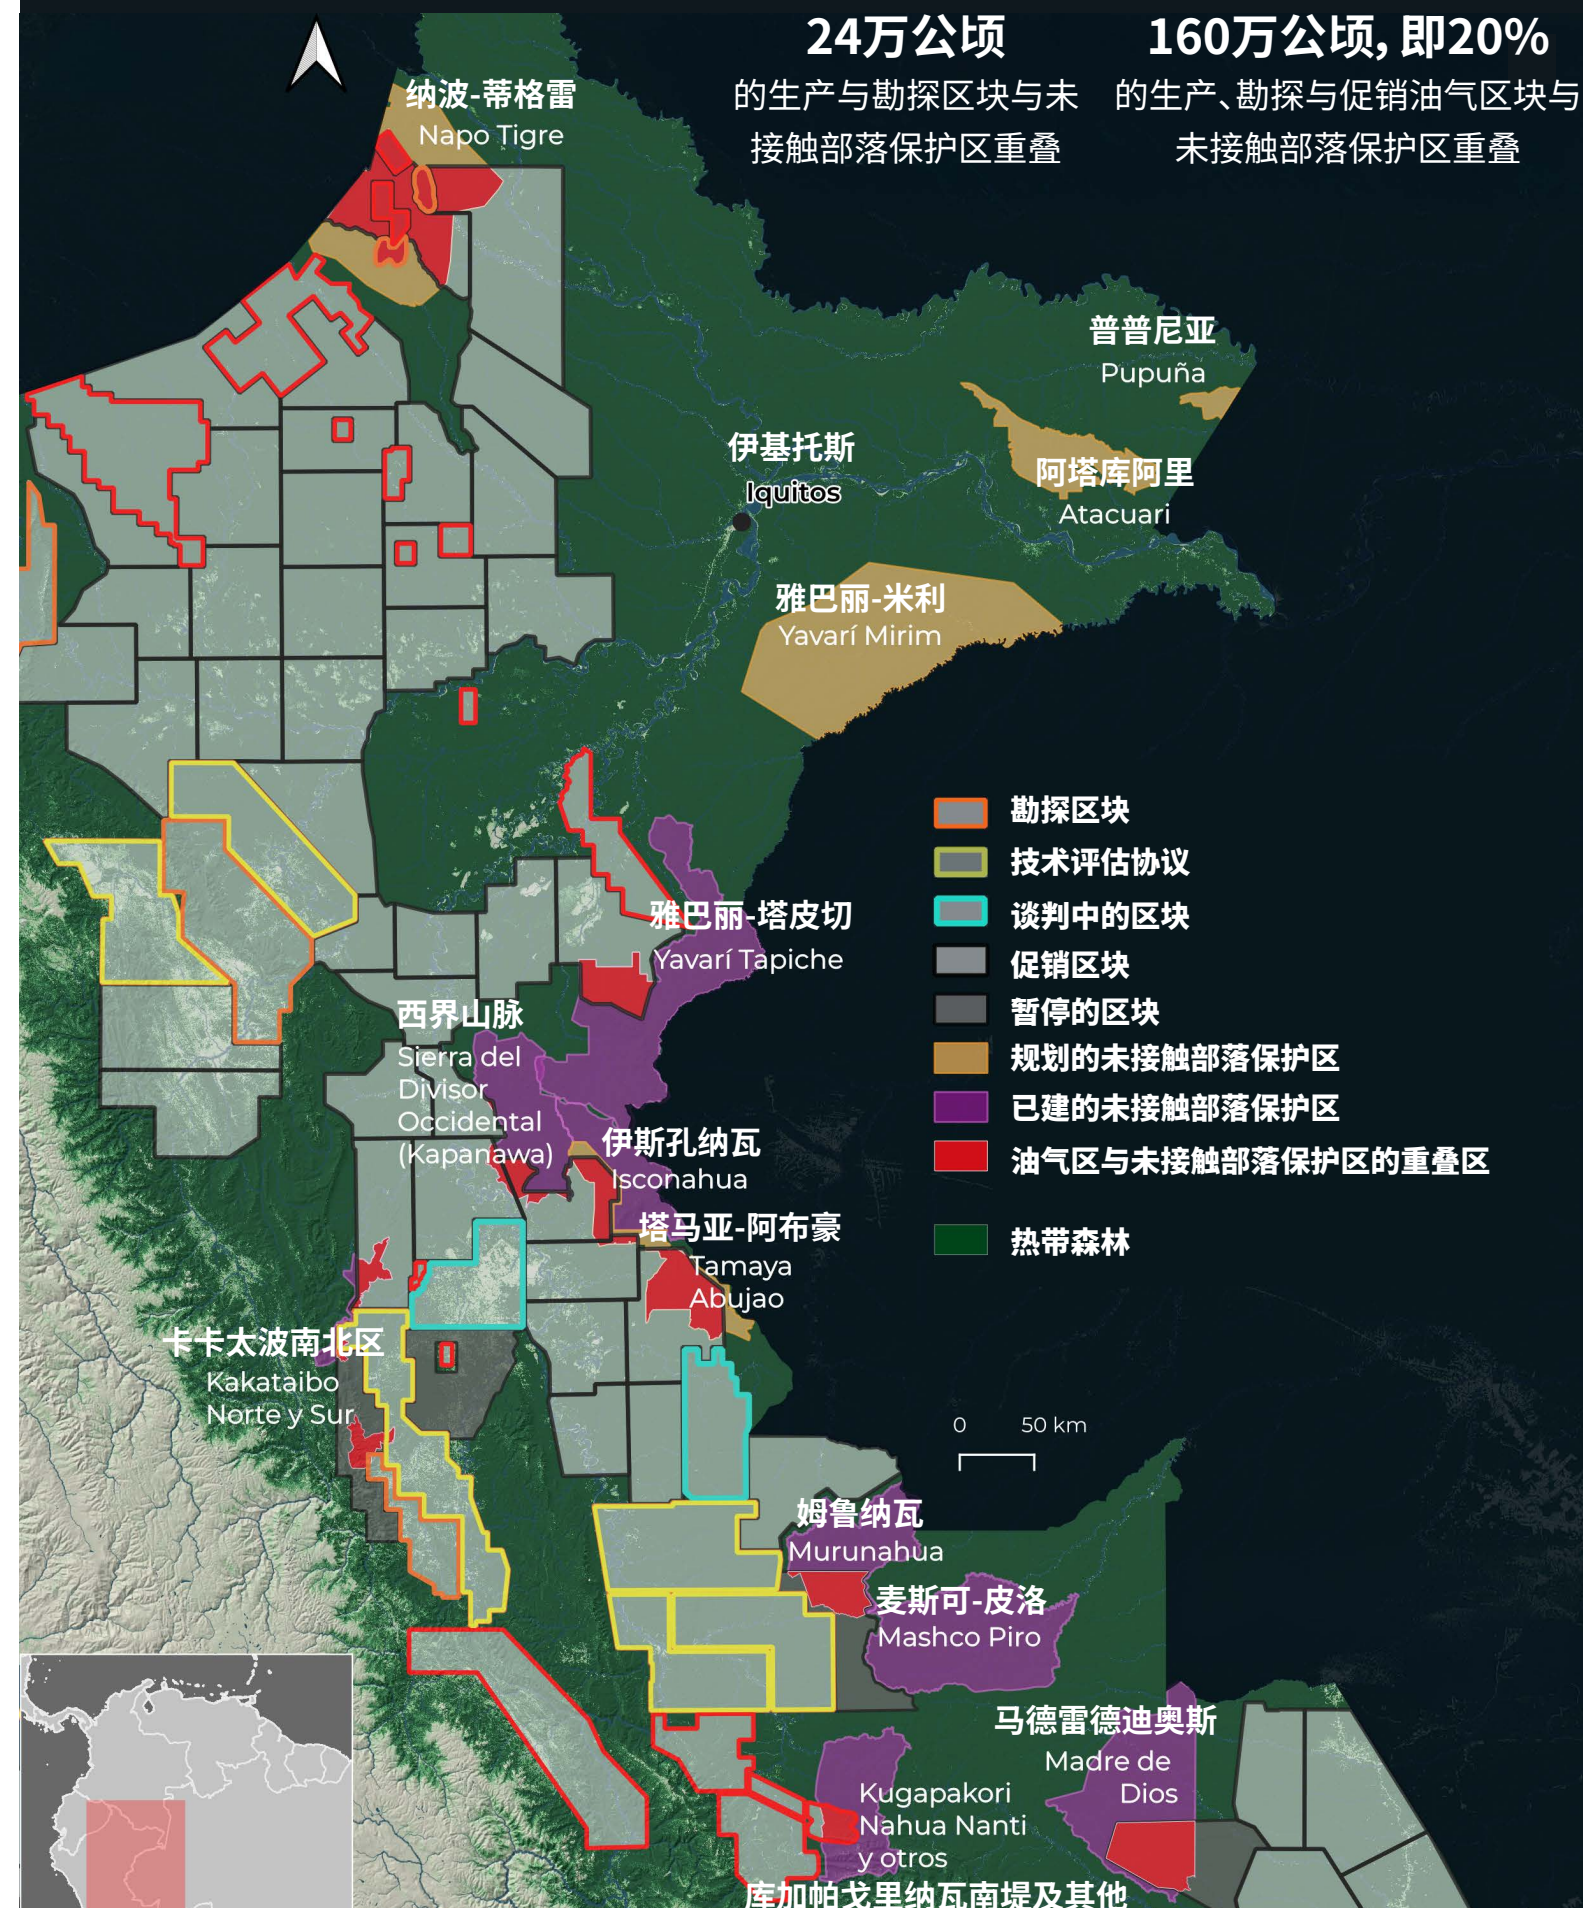 24万公顷
的生产与勘探区块与未
接触部落保护区重叠
160万公顷, 即20%
的生产、勘探与促销油气区块与
未接触部落保护区重叠
纳波-蒂格雷
Napo Tigre
普普尼亚
Pupuña
伊基托斯
Iquitos
阿塔库阿里
Atacuari
雅巴丽-米利
Yavarí Mirim
勘探区块
技术评估协议
谈判中的区块
促销区块
暂停的区块
规划的未接触部落保护区
已建的未接触部落保护区
油气区与未接触部落保护区的重叠区
热带森林
雅巴丽-塔皮切
Yavarí Tapiche
西界山脉
Sierra del
Divisor
Occidental
(Kapanawa)
伊斯孔纳瓦
Isconahua
塔马亚-阿布豪
Tamaya
Abujao
卡卡太波南北区
Kakataibo
Norte y Sur
0 50 km
姆鲁纳瓦
Murunahua
麦斯可-皮洛
Mashco Piro
马德雷德迪奥斯
Madre de
Dios
Kugapakori
Nahua Nanti
y otros
库加帕戈里纳瓦南堤及其他